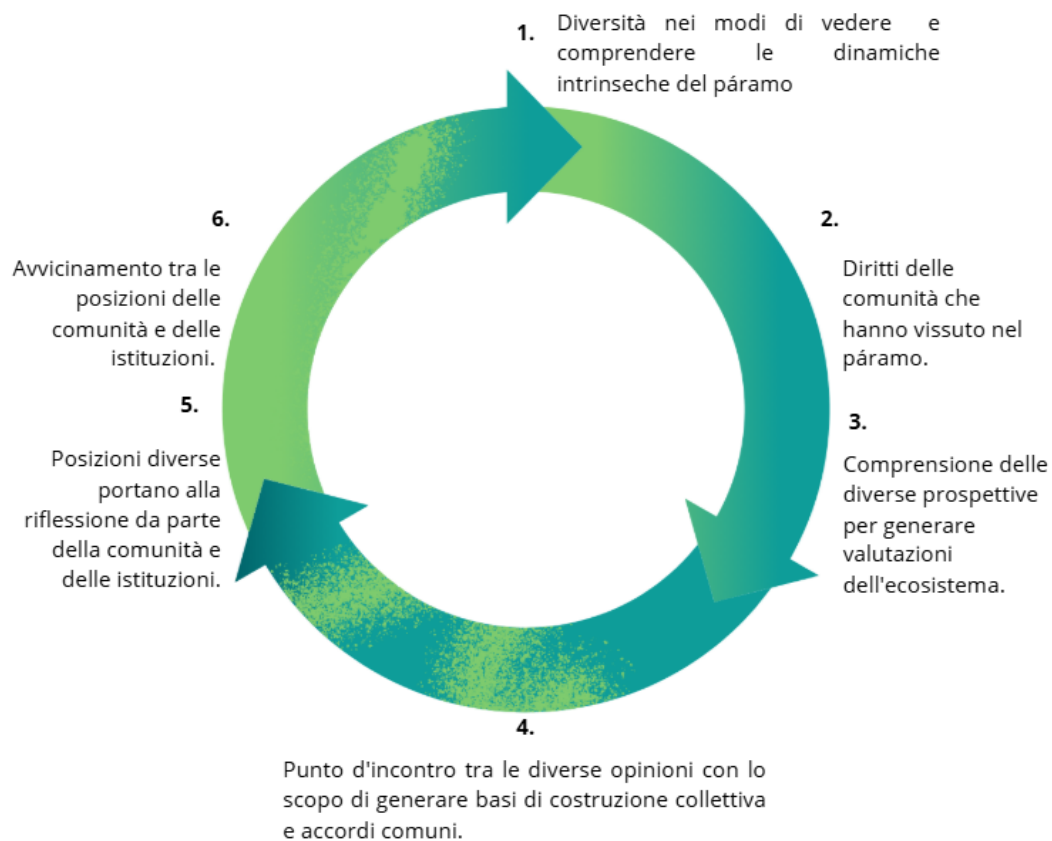 1.
Diversità nei modi di vedere e
comprendere le dinamiche
intrinseche del páramo
2.
Diritti delle
comunità che
hanno vissuto nel
páramo.
3.
Comprensione delle
diverse prospettive
per generare
valutazioni
dell'ecosistema.
4.
Punto d'incontro tra le diverse opinioni con lo
scopo di generare basi di costruzione collettiva
e accordi comuni.
5.
Posizioni diverse
portano alla
riflessione da parte
della comunità e
delle istituzioni.
6.
Avvicinamento tra le
posizioni delle
comunità e delle
istituzioni.